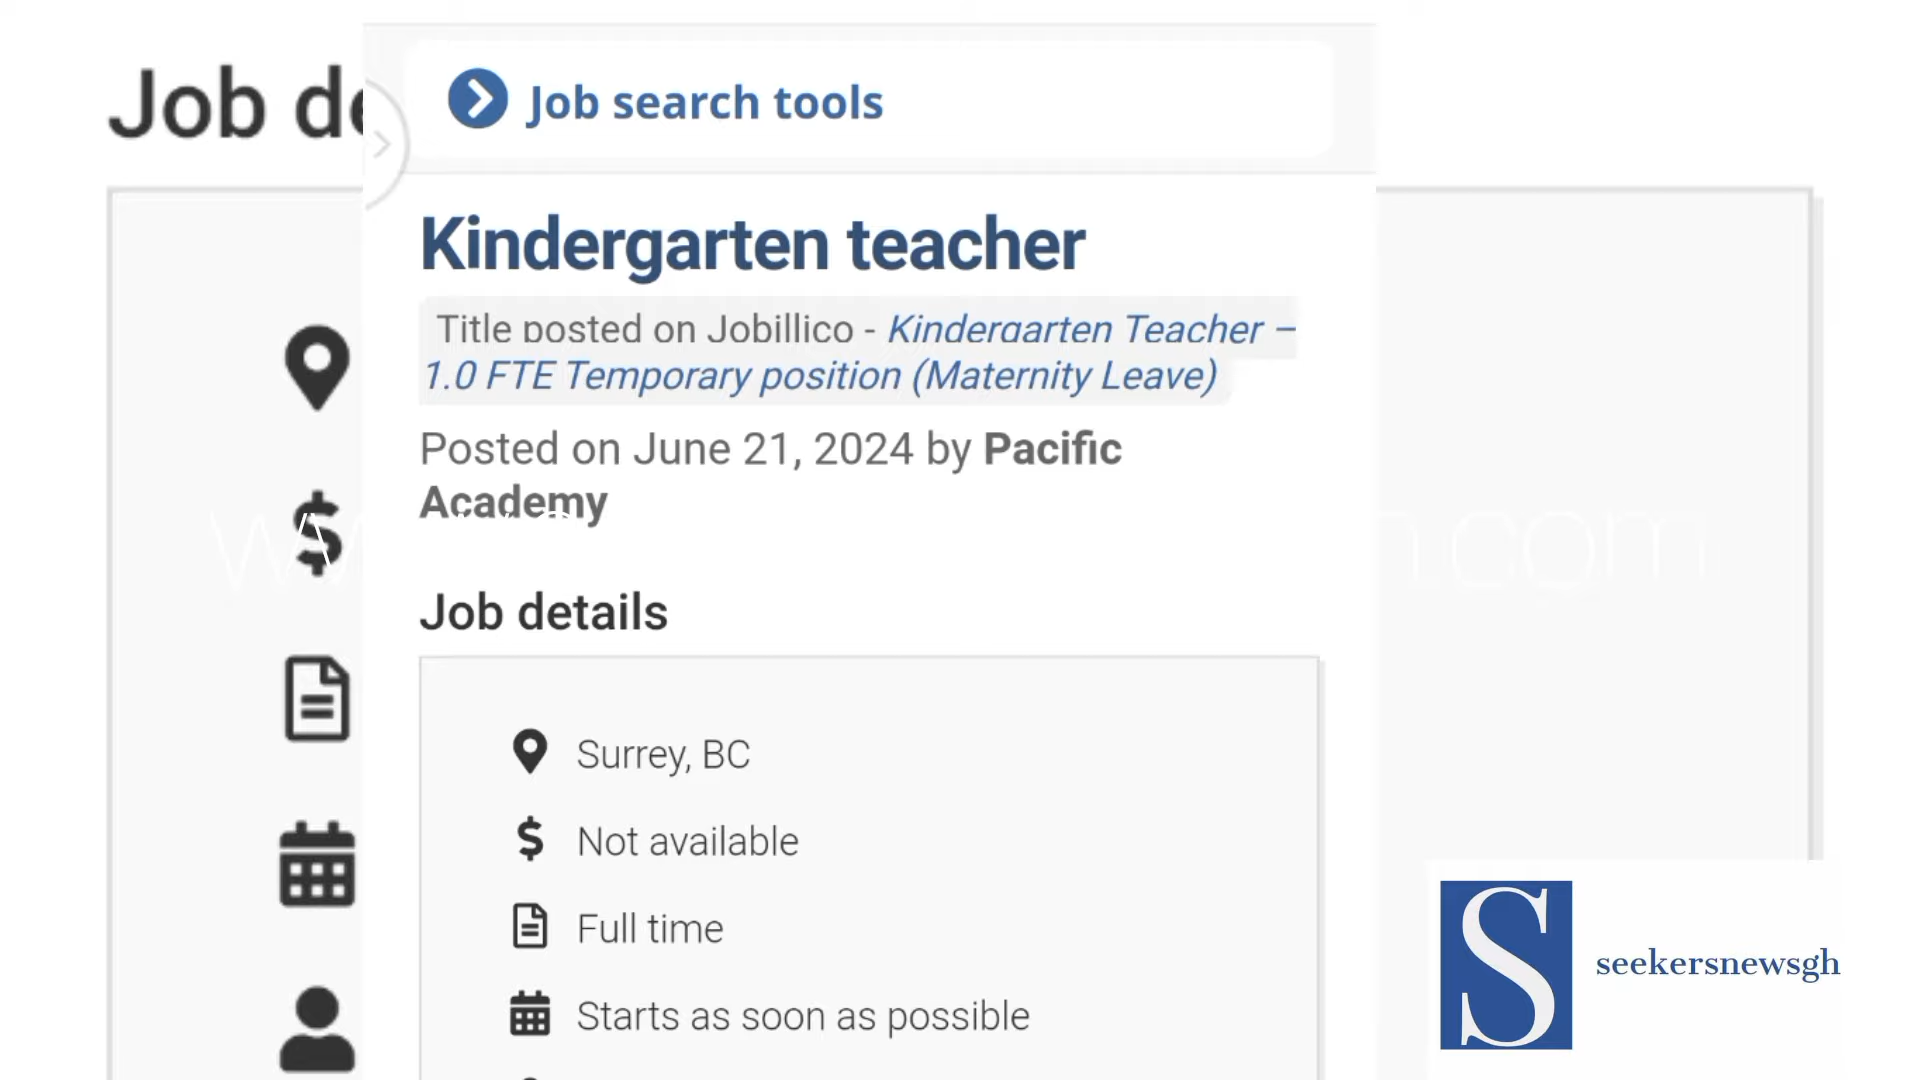 Job de
Job search tools
Kindergarten teacher
Title posted on Jobillico - Kindergarten Teacher –
1.0 FTE Temporary position (Maternity Leave)
Posted on June 21, 2024 by Pacific
Academy
Job details
Surrey, BC
Not available
Full time
Starts as soon as possible
S
seekersnewsgh